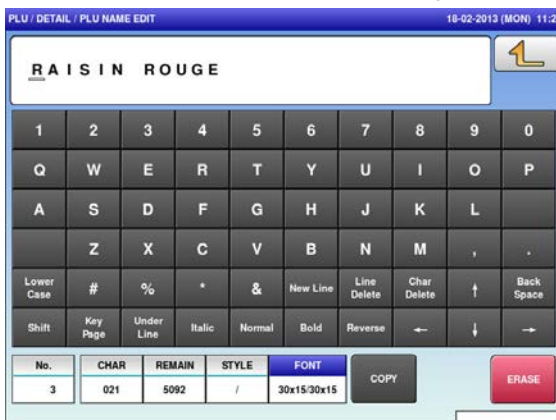 PLU / DETAIL / PLU NAME EDIT 18-02-2013 (MON) 11:2
RAISIN ROUGE
1 2 3 4 5 6 7 8 9 0
Q W E R T Y U I O P
A S D F G H J K L
Z X C V B N M , .
Lower Case # % * & New Line Line Delete Char Delete ↑ Back Space
Shift Key Page Under Line Italic Normal Bold Reverse ← ↓ →
No. CHAR REMAIN STYLE FONT COPY ERASE
3 021 5092 / 30x15/30x15